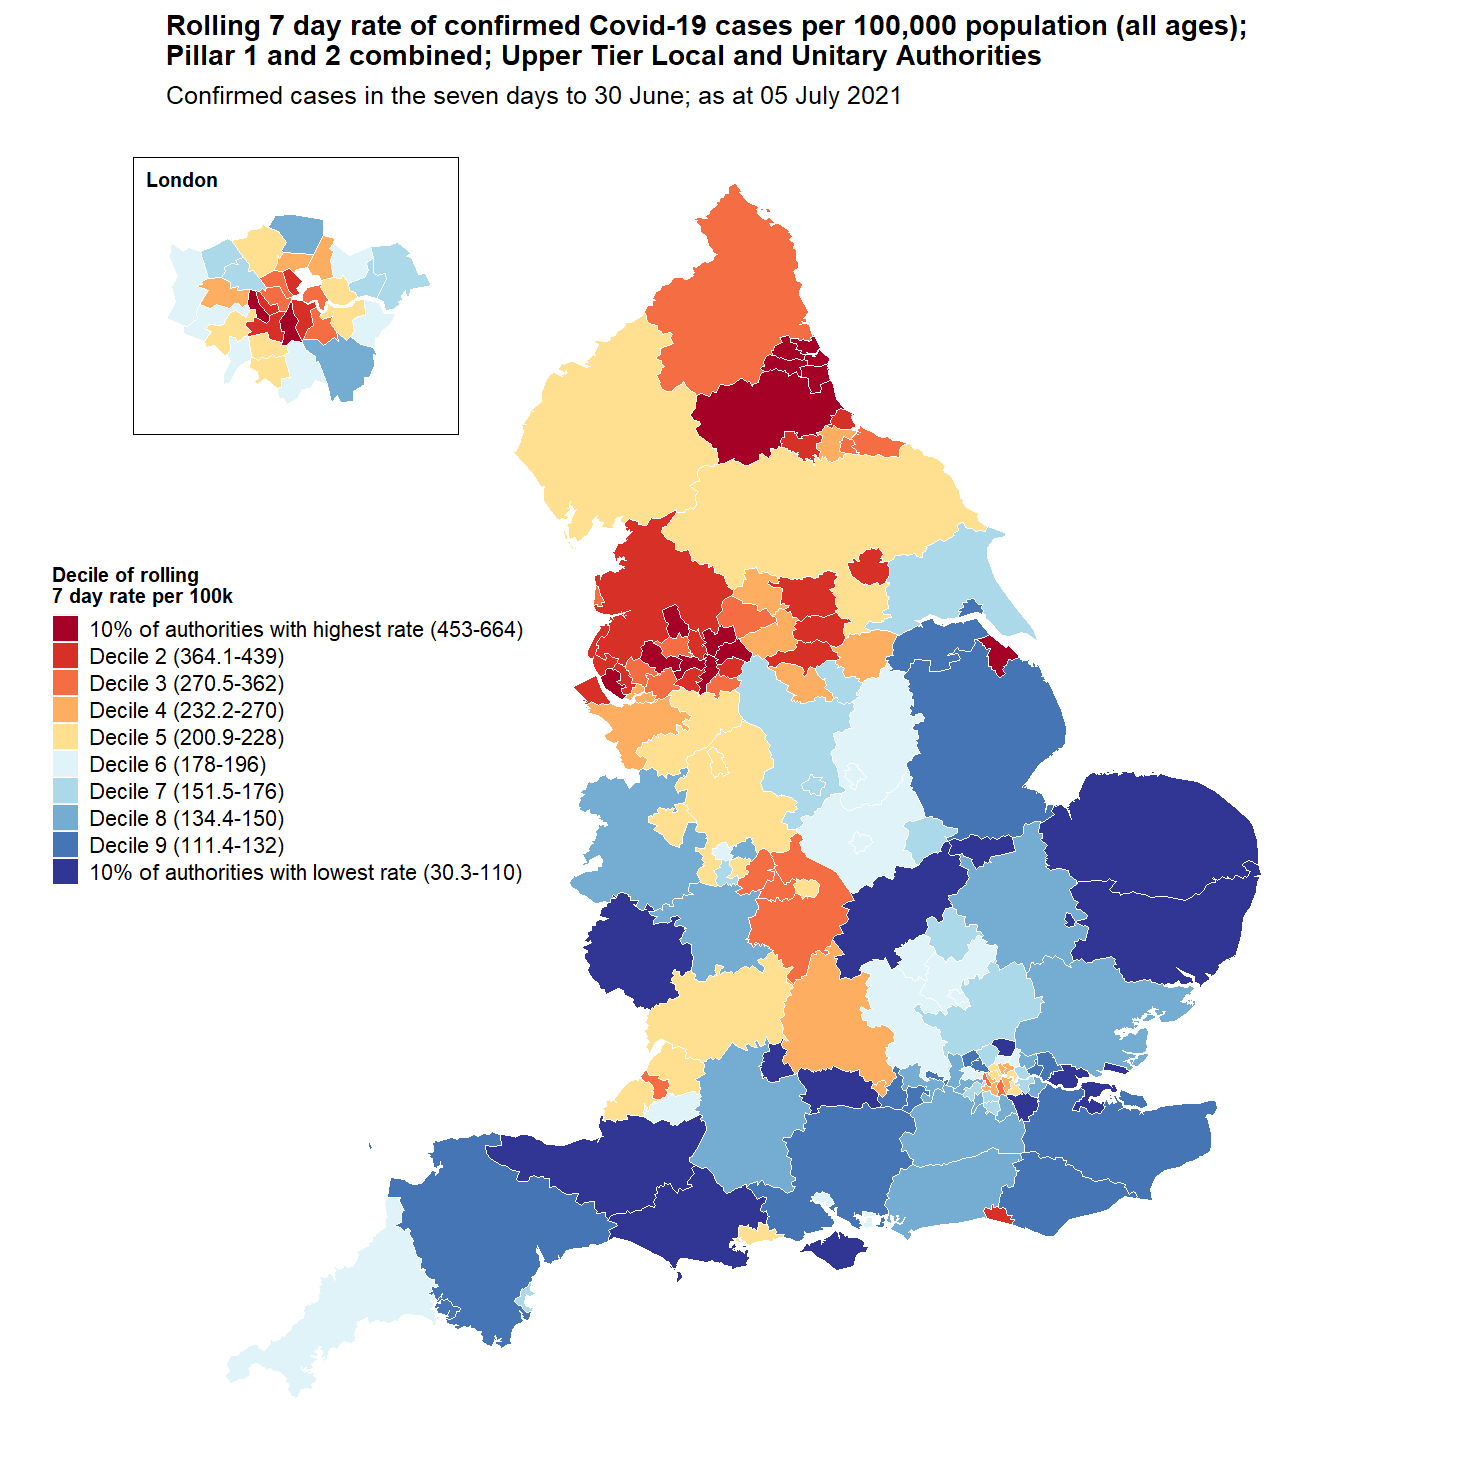 Rolling 7 day rate of confirmed Covid-19 cases per 100,000 population (all ages);
Pillar 1 and 2 combined; Upper Tier Local and Unitary Authorities
Confirmed cases in the seven days to 30 June; as at 05 July 2021
London
Decile of rolling
7 day rate per 100k
10% of authorities with highest rate (453-664)
Decile 2 (364.1-439)
Decile 3 (270.5-362)
Decile 4 (232.2-270)
Decile 5 (200.9-228)
Decile 6 (178-196)
Decile 7 (151.5-176)
Decile 8 (134.4-150)
Decile 9 (111.4-132)
10% of authorities with lowest rate (30.3-110)